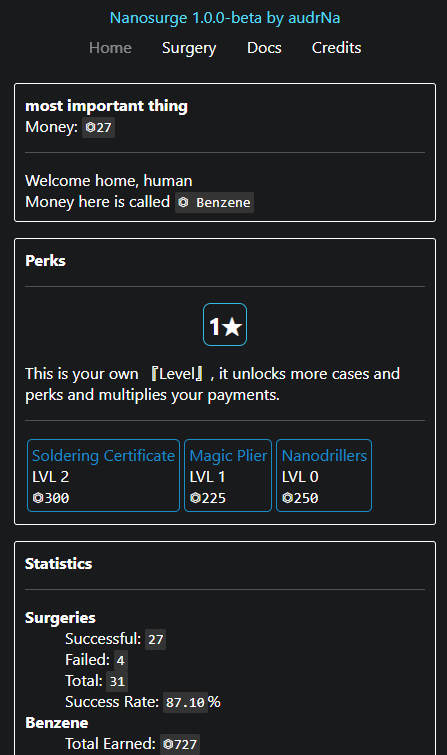 Nanosurge 1.0.0-beta by audrNa
Home Surgery Docs Credits
most important thing
Money: ⏣27
Welcome home, human
Money here is called ⏣ Benzene
Perks
1★
This is your own 『Level』, it unlocks more cases and
perks and multiplies your payments.
Soldering Certificate Magic Plier Nanodrillers
LVL 2 LVL 1 LVL 0
⏣300 ⏣225 ⏣250
Statistics
Surgeries
Successful: 27
Failed: 4
Total: 31
Success Rate: 87.10%
Benzene
Total Earned: ⏣727